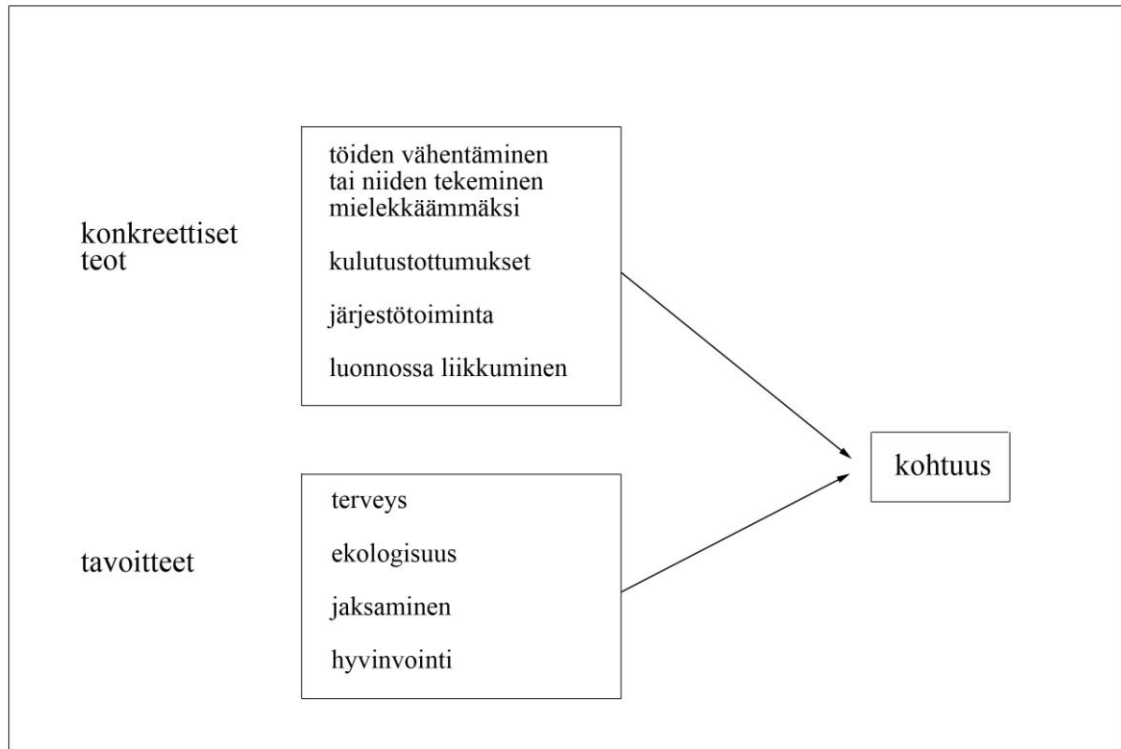 konkreettiset
teot
töiden vähentäminen
tai niiden tekeminen
mielekkäämmäksi
kulutustottumukset
järjestötoiminta
luonnossa liikkuminen
tavoitteet
terveys
ekologisuus
jaksaminen
hyvinvointi
kohtuus